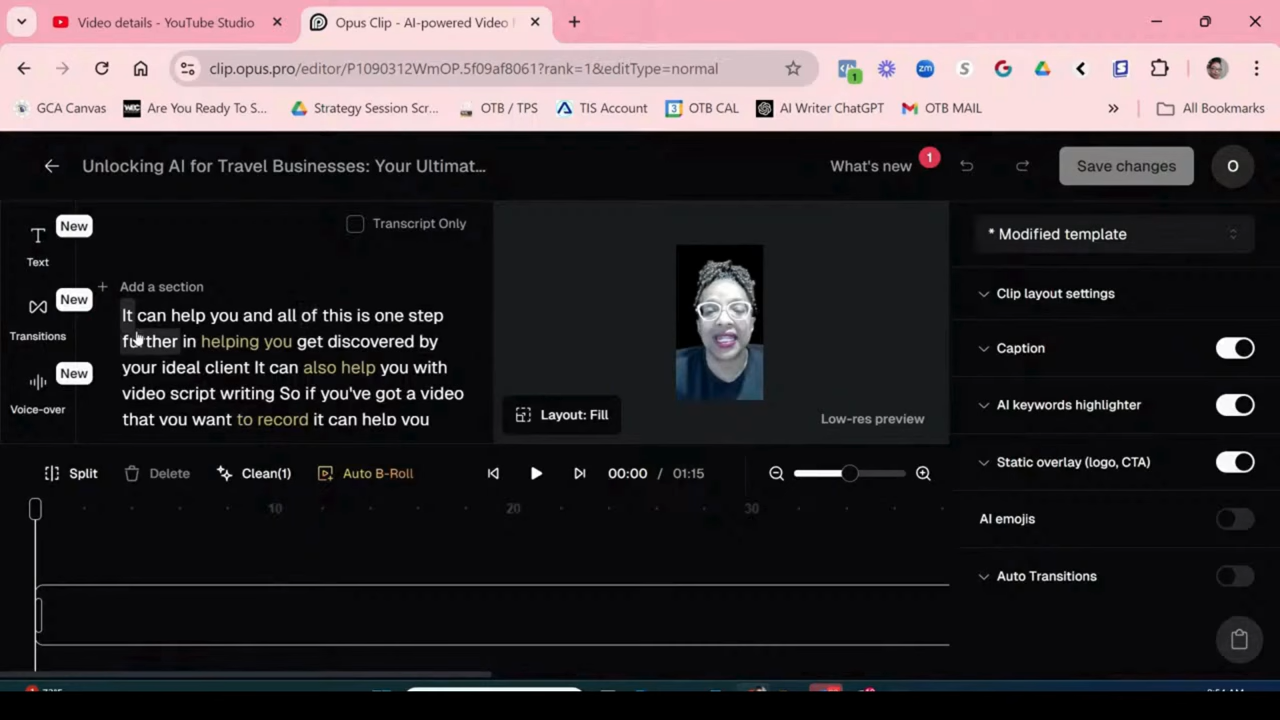 Video details - YouTube Studio
Opus Clip - AI-powered Video
clip.opus.pro/editor/P1090312WmOP.5f09af8061?rank=1&editType=normal
1
zm
S
G
GCA Canvas
Are You Ready To S...
Strategy Session Scr...
OTB / TPS
TIS Account
OTB CAL
AI Writer ChatGPT
OTB MAIL
»
All Bookmarks
Unlocking AI for Travel Businesses: Your Ultimat...
What's new
1
Save changes
O
T
New
Text
New
Transitions
New
Voice-over
Transcript Only
+ Add a section
It can help you and all of this is one step
further in helping you get discovered by
your ideal client It can also help you with
video script writing So if you've got a video
that you want to record it can help you
Layout: Fill
Low-res preview
* Modified template
Clip layout settings
Caption
AI keywords highlighter
Static overlay (logo, CTA)
AI emojis
Auto Transitions
Split
Delete
Clean(1)
Auto B-Roll
00:00 / 01:15
10
20
30